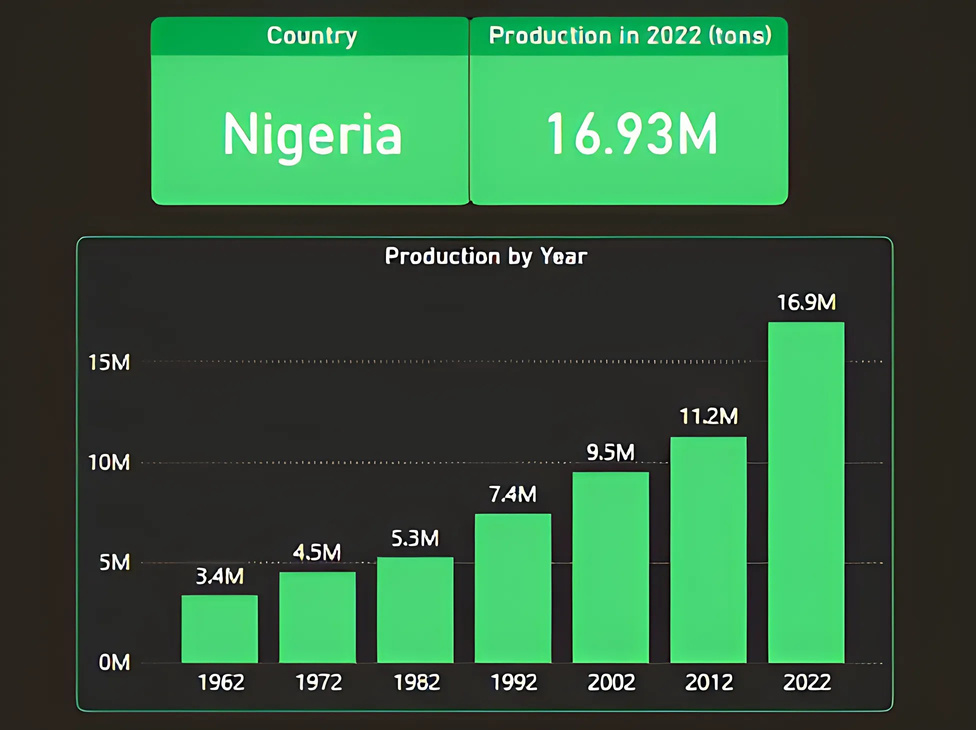 Country
Production in 2022 (tons)
Nigeria
16.93M
Production by Year
16.9M
15M
11.2M
10M
9.5M
7.4M
5.3M
5M
4.5M
3.4M
0M
1962 1972 1982 1992 2002 2012 2022